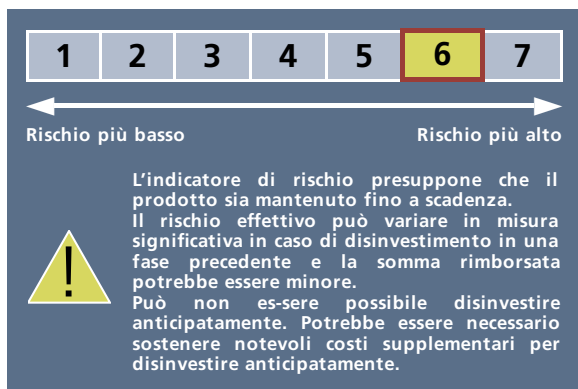 1 2 3 4 5 6 7
Rischio più basso Rischio più alto
L'indicatore di rischio presuppone che il
prodotto sia mantenuto fino a scadenza.
Il rischio effettivo può variare in misura
significativa in caso di disinvestimento in una
fase precedente e la somma rimborsata
potrebbe essere minore.
Può non es-sere possibile disinvestire
anticipatamente. Potrebbe essere necessario
sostenere notevoli costi supplementari per
disinvestire anticipatamente.
!